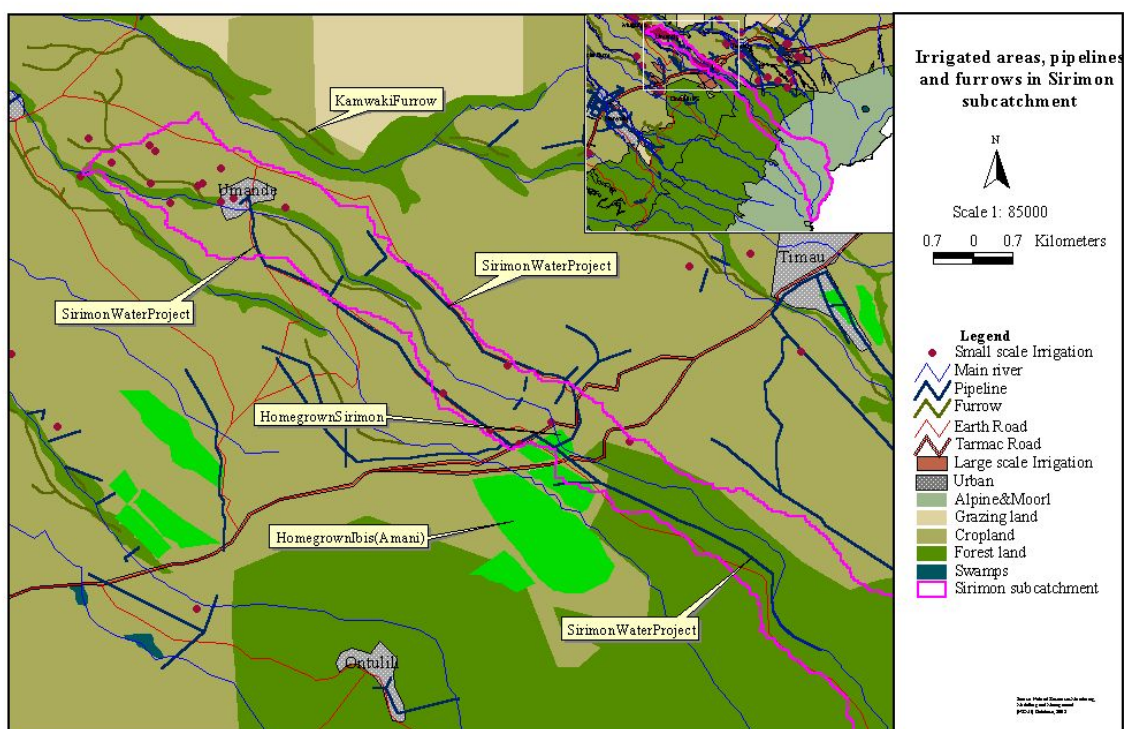 Irrigated areas, pipelines
and furrows in Sirimon
subcatchment
N
Scale 1: 85000
0.7 0 0.7 Kilometers
Legend
Small scale Irrigation
Main river
Pipeline
Furrow
Earth Road
Tarmac Road
Large scale Irrigation
Urban
Alpine&Moorl
Grazing land
Cropland
Forest land
Swamps
Sirimon subcatchment
KamwakiFurrow
Umande
SirimonWaterProject
SirimonWaterProject
Timau
HomegrownSirimon
HomegrownIbis(Amani)
SirimonWaterProject
Ontulili